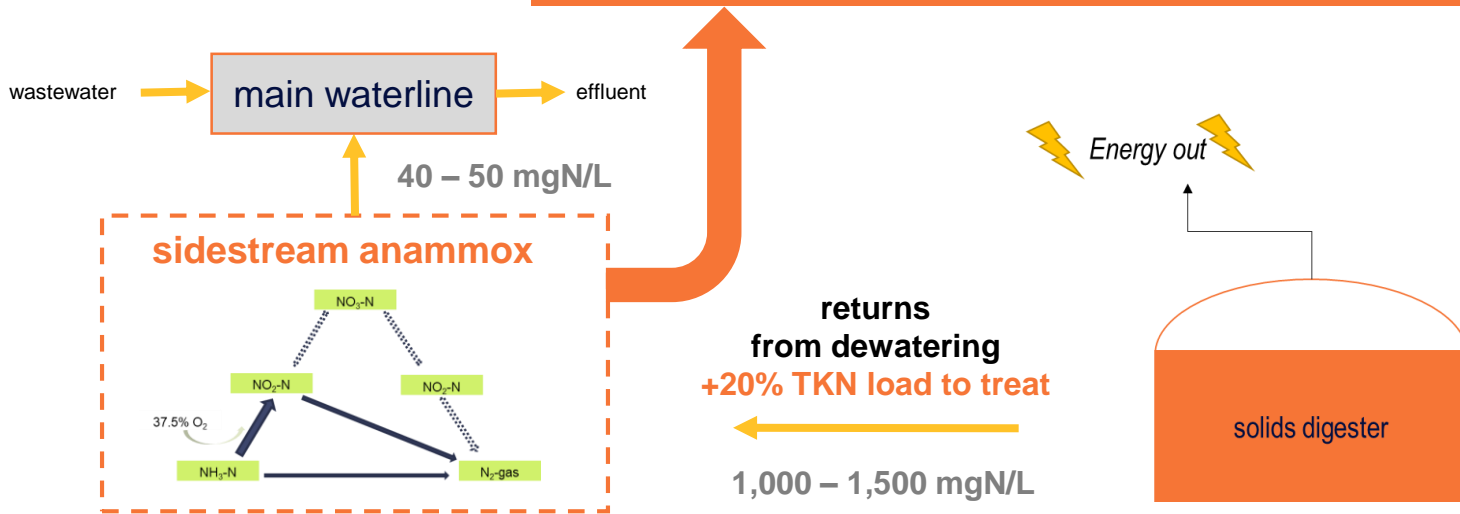 wastewater
main waterline
effluent
40 – 50 mgN/L
Energy out
sidestream anammox
NO₃-N
NO₂-N
NO₂-N
37.5% O₂
NH₃-N
N₂-gas
returns
from dewatering
+20% TKN load to treat
1,000 – 1,500 mgN/L
solids digester